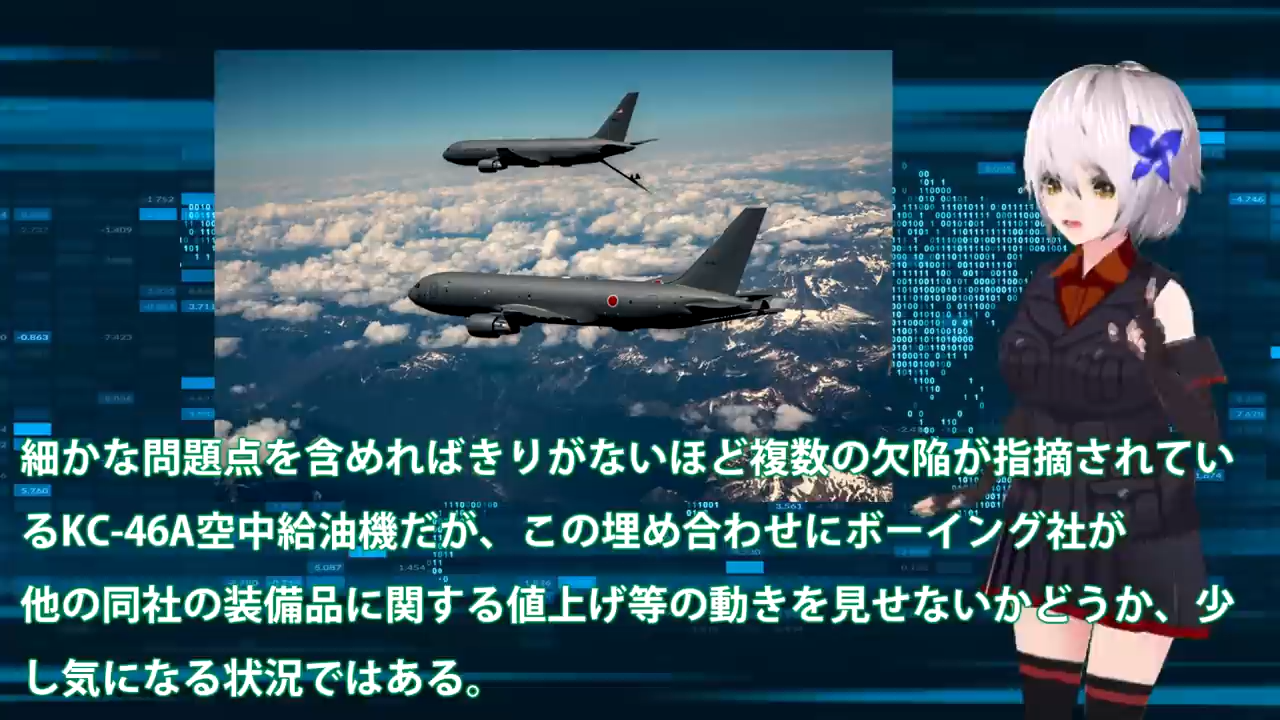 細かな問題点を含めればきりがないほど複数の欠陥が指摘されてい
るKC-46A空中給油機だが、この埋め合わせにボーイング社が
他の同社の装備品に関する値上げ等の動きを見せないかどうか、少
し気になる状況ではある。